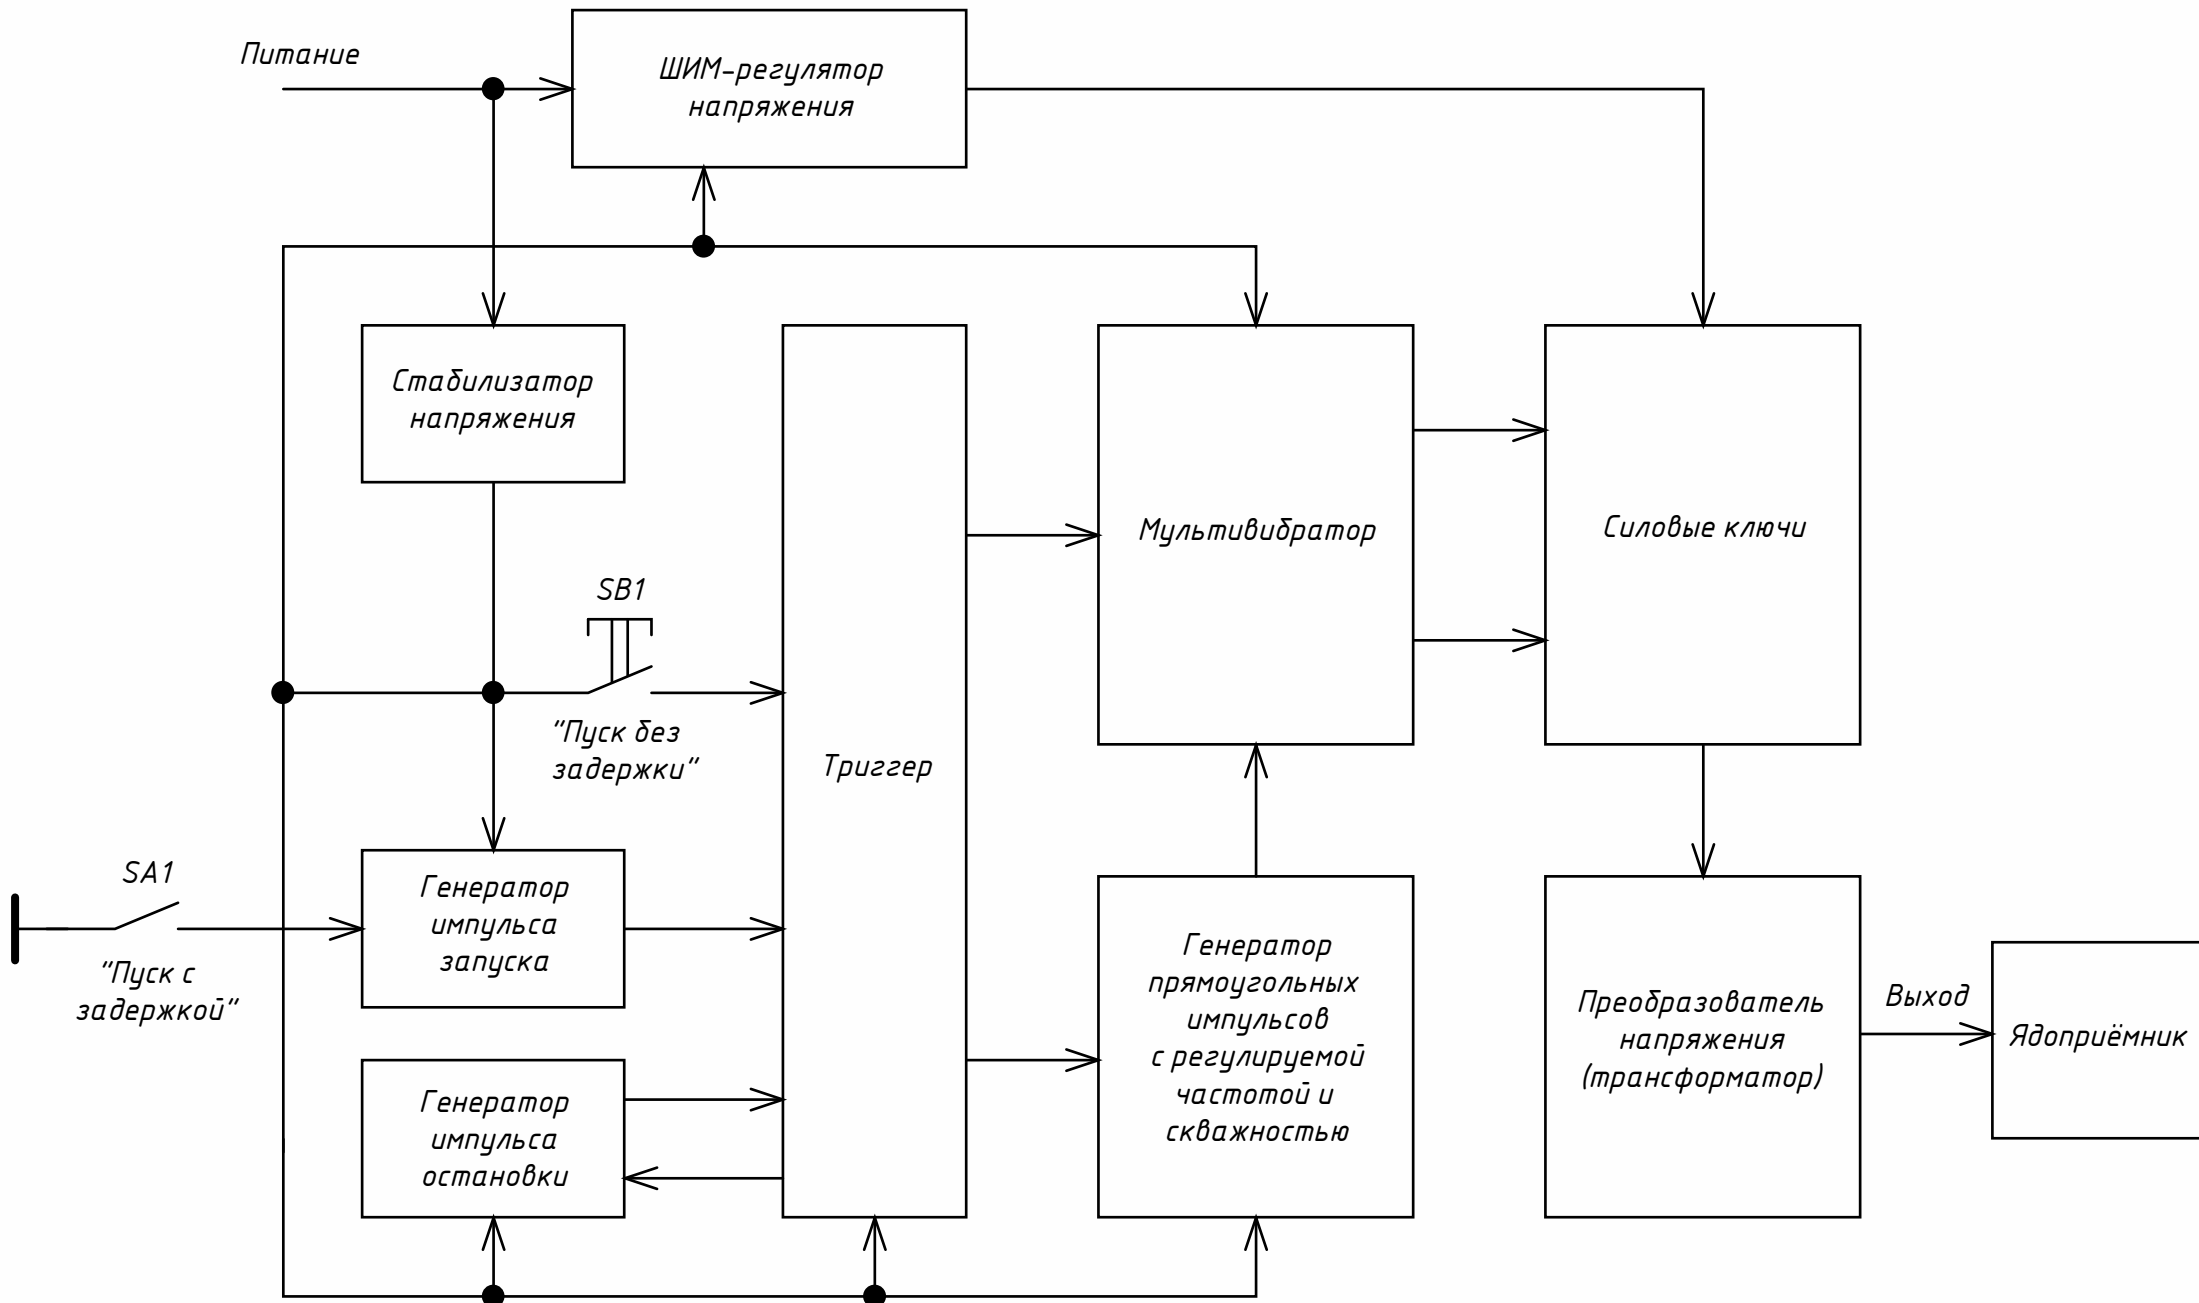 Питание
ШИМ-регулятор
напряжения
Стабилизатор
напряжения
SB1
"Пуск без
задержки"
Триггер
Мультивибратор
Силовые ключи
SA1
"Пуск с
задержкой"
Генератор
импульса
запуска
Генератор
импульса
остановки
Генератор
прямоугольных
импульсов
с регулируемой
частотой и
скважностью
Преобразователь
напряжения
(трансформатор)
Выход
Ядоприёмник